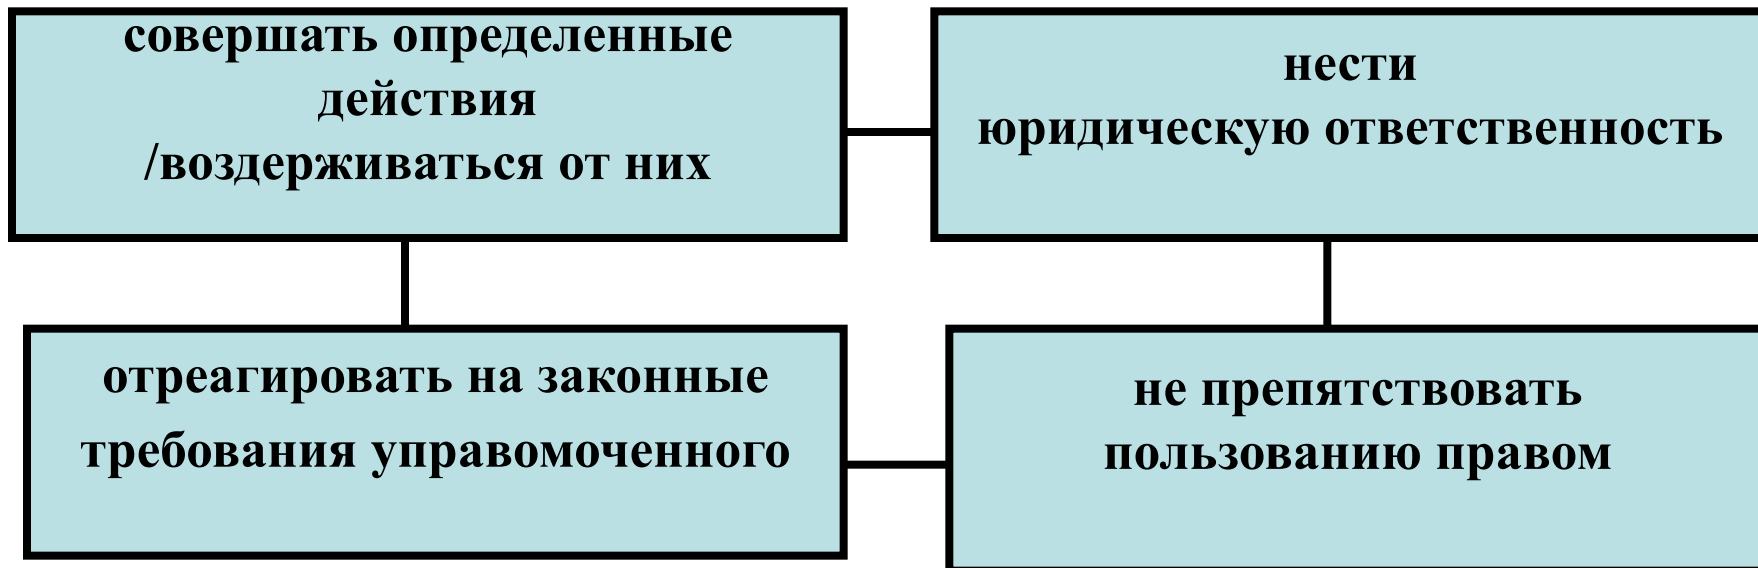 совершать определенные
действия
/воздерживаться от них
нести
юридическую ответственность
отреагировать на законные
требования управомоченного
не препятствовать
пользованию правом